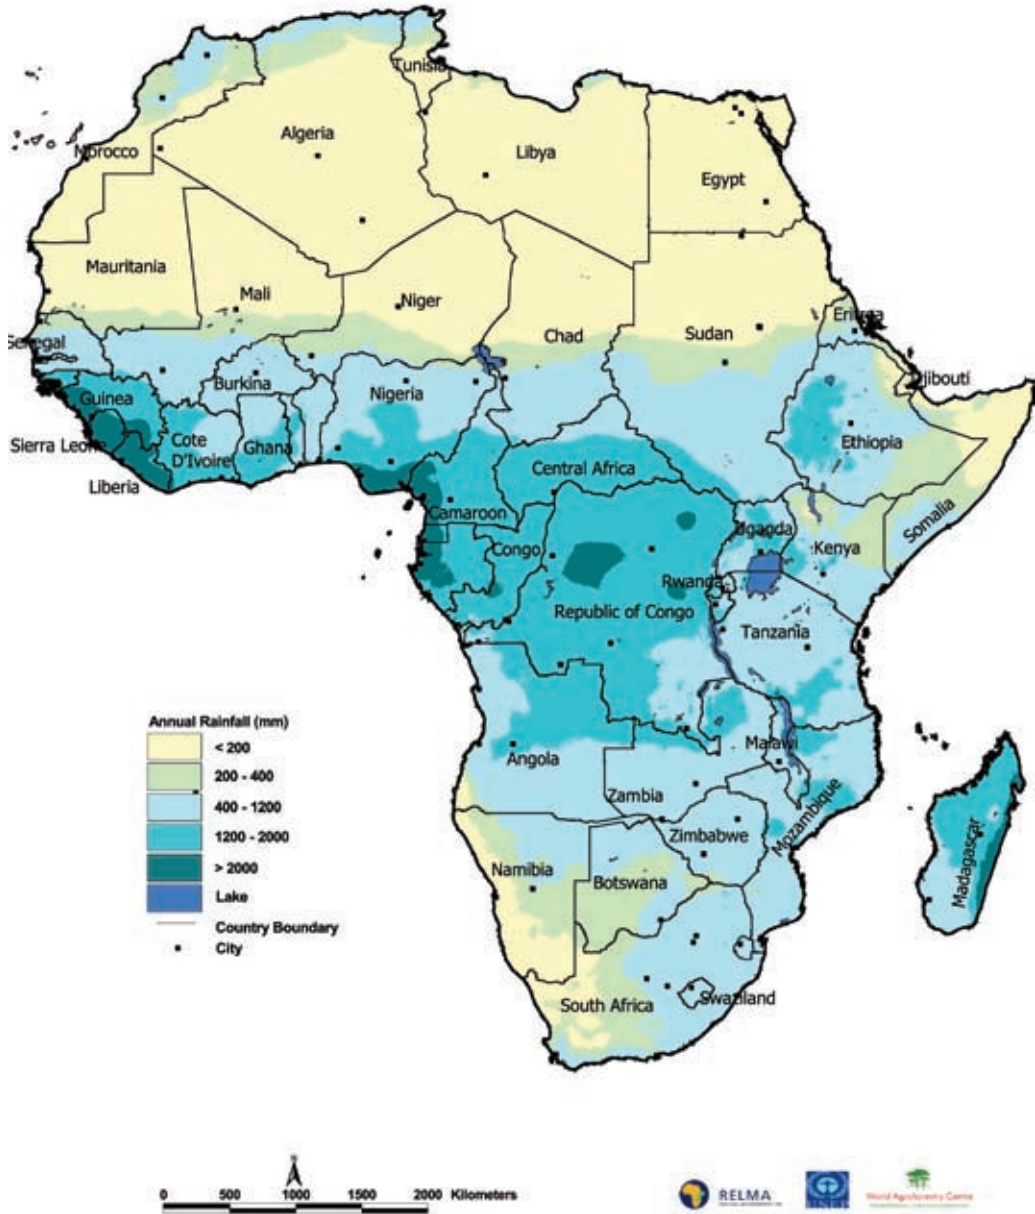 Tunisia
Algeria
Libya
Morocco
Egypt
Mauritania
Mali
Niger
Chad
Sudan
Eritrea
Senegal
Burkina
Nigeria
Djibouti
Guinea
Sierra Leone
Cote
D'Ivoire
Ghana
Ethiopia
Liberia
Central Africa
Camaroon
Somalia
Ugagda
Kenya
Congo
Rwanda
Republic of Congo
Tanzania
Annual Rainfall (mm)
< 200
200 - 400
400-1200
1200 - 2000
> 2000
Lake
Country Boundary
City
Angola
Malawi
Zambia
Mozambique
Zimbabwe
Madagascar
Namibia
Botswana
South Africa
Swaziland
N
0 500 1000 1500 2000 Kilometers
RELMA
UNEP
World Agroforestry Centre